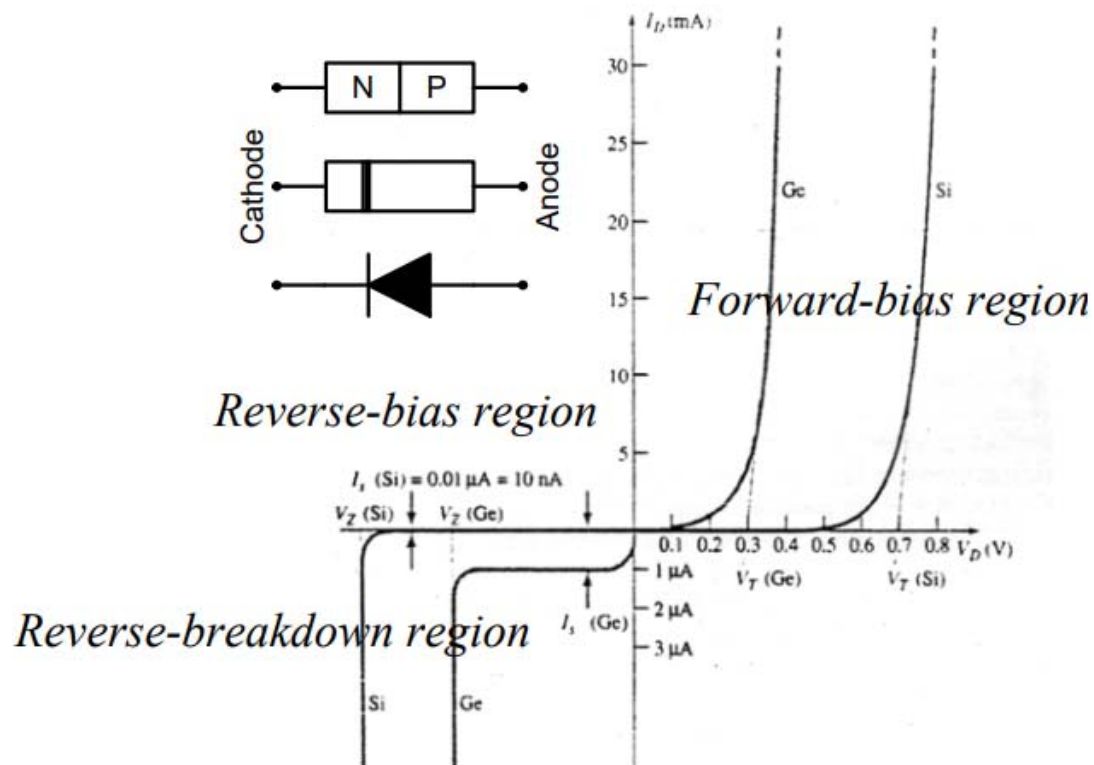 I_D (mA)
30
25
20
15
10
5
N P
Cathode
Anode
Ge
Si
Forward-bias region
Reverse-bias region
I_s (Si) = 0.01 µA = 10 nA
V_Z (Si)
V_Z (Ge)
0.1 0.2 0.3 0.4 0.5 0.6 0.7 0.8 V_D (V)
V_T (Ge)
V_T (Si)
1 µA
2 µA
3 µA
I_s (Ge)
Reverse-breakdown region
Si
Ge